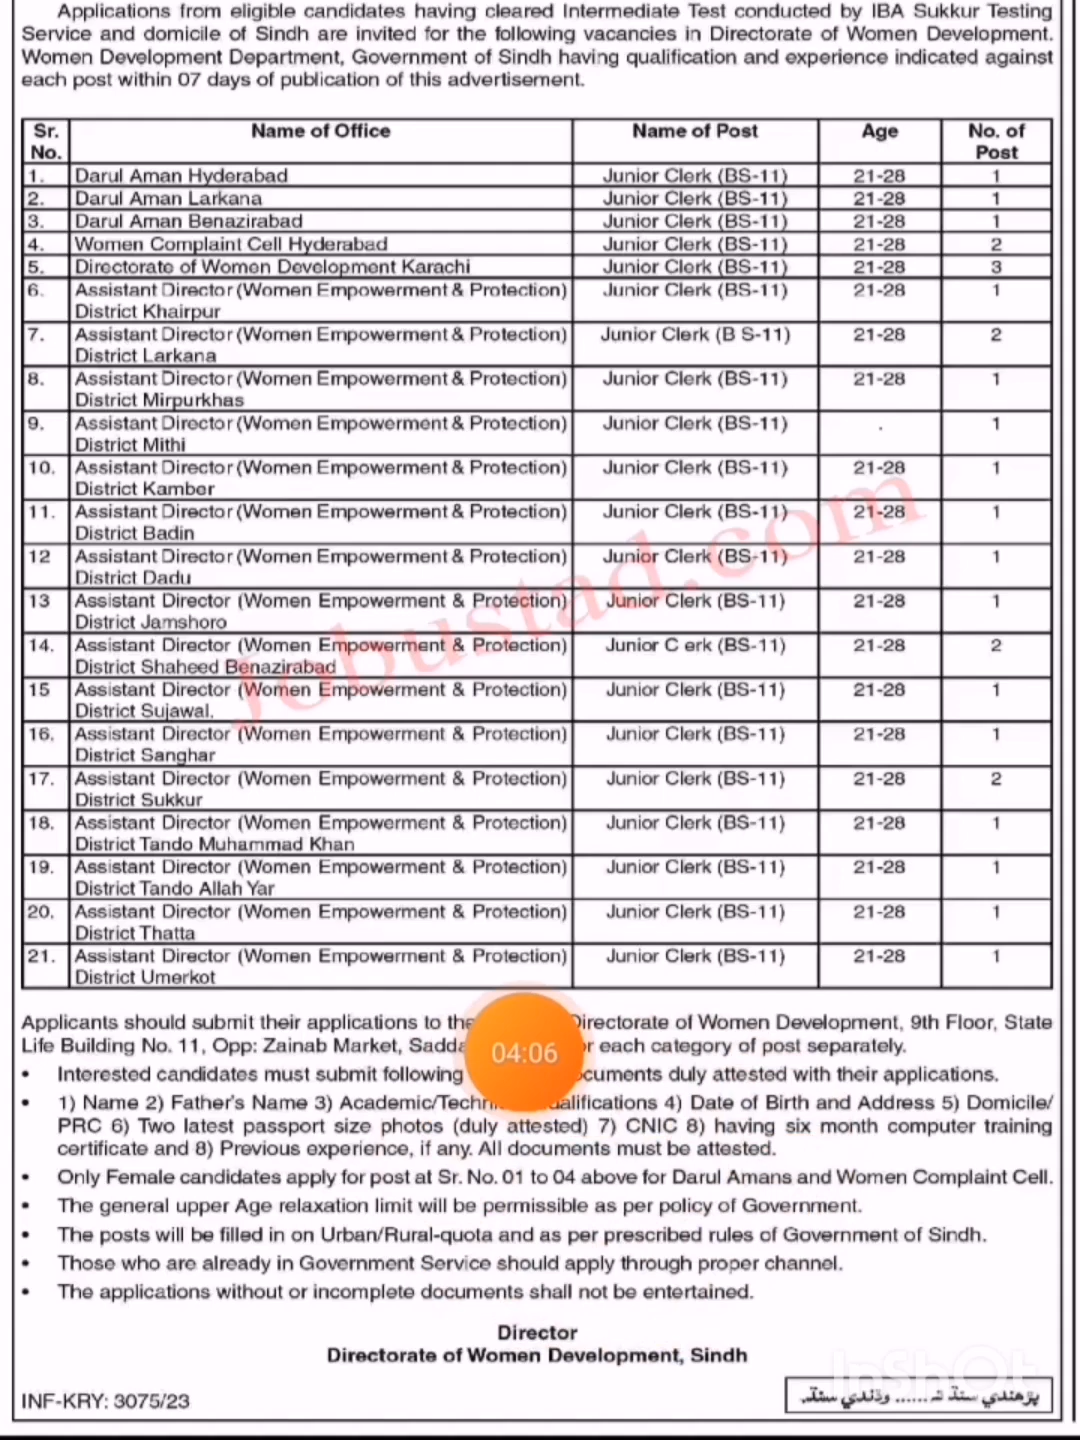 Applications from eligible candidates having cleared Intermediate Test conducted by IBA Sukkur Testing
Service and domicile of Sindh are invited for the following vacancies in Directorate of Women Development.
Women Development Department, Government of Sindh having qualification and experience indicated against
each post within 07 days of publication of this advertisement.
Sr. No. Name of Office Name of Post Age No. of Post
1. Darul Aman Hyderabad Junior Clerk (BS-11) 21-28 1
2. Darul Aman Larkana Junior Clerk (BS-11) 21-28 1
3. Darul Aman Benazirabad Junior Clerk (BS-11) 21-28 1
4. Women Complaint Cell Hyderabad Junior Clerk (BS-11) 21-28 2
5. Directorate of Women Development Karachi Junior Clerk (BS-11) 21-28 3
6. Assistant Director (Women Empowerment & Protection) Junior Clerk (BS-11) 21-28 1
District Khairpur
7. Assistant Director (Women Empowerment & Protection) Junior Clerk (B S-11) 21-28 2
District Larkana
8. Assistant Director (Women Empowerment & Protection) Junior Clerk (BS-11) 21-28 1
District Mirpurkhas
9. Assistant Director (Women Empowerment & Protection) Junior Clerk (BS-11) . 1
District Mithi
10. Assistant Director (Women Empowerment & Protection) Junior Clerk (BS-11) 21-28 1
District Kamber
11. Assistant Director (Women Empowerment & Protection) Junior Clerk (BS-11) 21-28 1
District Badin
12 Assistant Director (Women Empowerment & Protection) Junior Clerk (BS-11) 21-28 1
District Dadu
13 Assistant Director (Women Empowerment & Protection) Junior Clerk (BS-11) 21-28 1
District Jamshoro
14. Assistant Director (Women Empowerment & Protection) Junior C erk (BS-11) 21-28 2
District Shaheed Benazirabad
15 Assistant Director (Women Empowerment & Protection) Junior Clerk (BS-11) 21-28 1
District Sujawal.
16. Assistant Director (Women Empowerment & Protection) Junior Clerk (BS-11) 21-28 1
District Sanghar
17. Assistant Director (Women Empowerment & Protection) Junior Clerk (BS-11) 21-28 2
District Sukkur
18. Assistant Director (Women Empowerment & Protection) Junior Clerk (BS-11) 21-28 1
District Tando Muhammad Khan
19. Assistant Director (Women Empowerment & Protection) Junior Clerk (BS-11) 21-28 1
District Tando Allah Yar
20. Assistant Director (Women Empowerment & Protection) Junior Clerk (BS-11) 21-28 1
District Thatta
21. Assistant Director (Women Empowerment & Protection) Junior Clerk (BS-11) 21-28 1
District Umerkot
Jobustad.com
Applicants should submit their applications to the Directorate of Women Development, 9th Floor, State
Life Building No. 11, Opp: Zainab Market, each category of post separately.
04:06
• Interested candidates must submit following duly attested with their applications.
• 1) Name 2) Father's Name 3) 4) Date of Birth and Address 5) Domicile/
PRC 6) Two latest passport size photos (duly attested) 7) CNIC 8) having six month computer training
certificate and 8) Previous experience, if any. All documents must be attested.
• Only Female candidates apply for post at Sr. No. 01 to 04 above for Darul Amans and Women Complaint Cell.
• The general upper Age relaxation limit will be permissible as per policy of Government.
• The posts will be filled in on Urban/Rural-quota and as per prescribed rules of Government of Sindh.
• Those who are already in Government Service should apply through proper channel.
• The applications without or incomplete documents shall not be entertained.
Director
Directorate of Women Development, Sindh
InShOt
INF-KRY: 3075/23
پڙهندي سنڌ تہ ...... وڌندي سنڌ